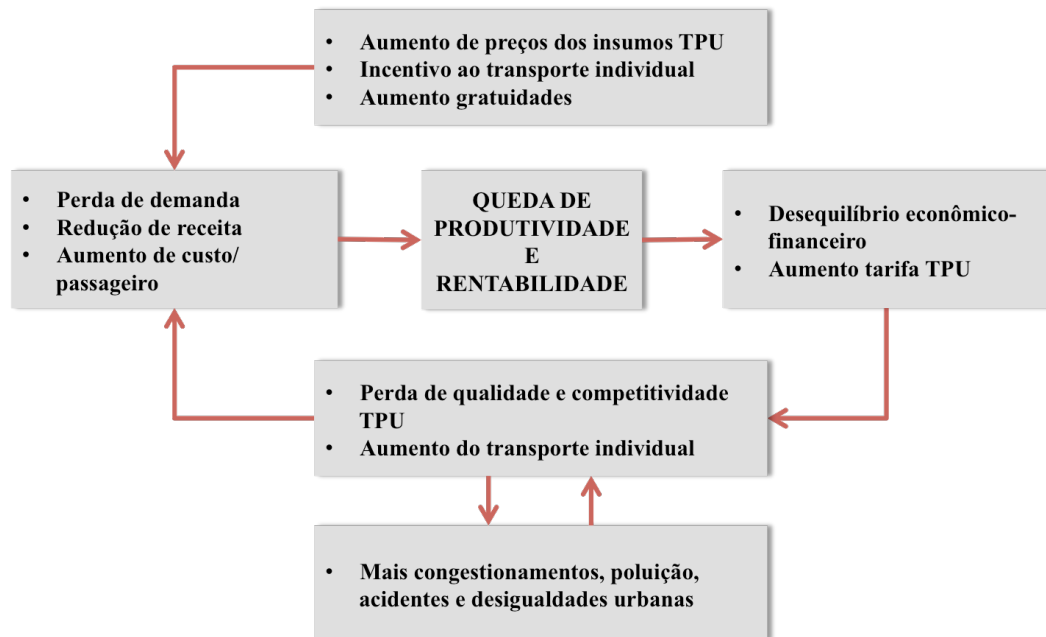 • Aumento de preços dos insumos TPU
• Incentivo ao transporte individual
• Aumento gratuidades
• Perda de demanda
• Redução de receita
• Aumento de custo/
passageiro
QUEDA DE
PRODUTIVIDADE
E
RENTABILIDADE
• Desequilíbrio econômico-
financeiro
• Aumento tarifa TPU
• Perda de qualidade e competitividade
TPU
• Aumento do transporte individual
• Mais congestionamentos, poluição,
acidentes e desigualdades urbanas